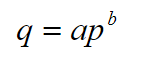 q = ap^b